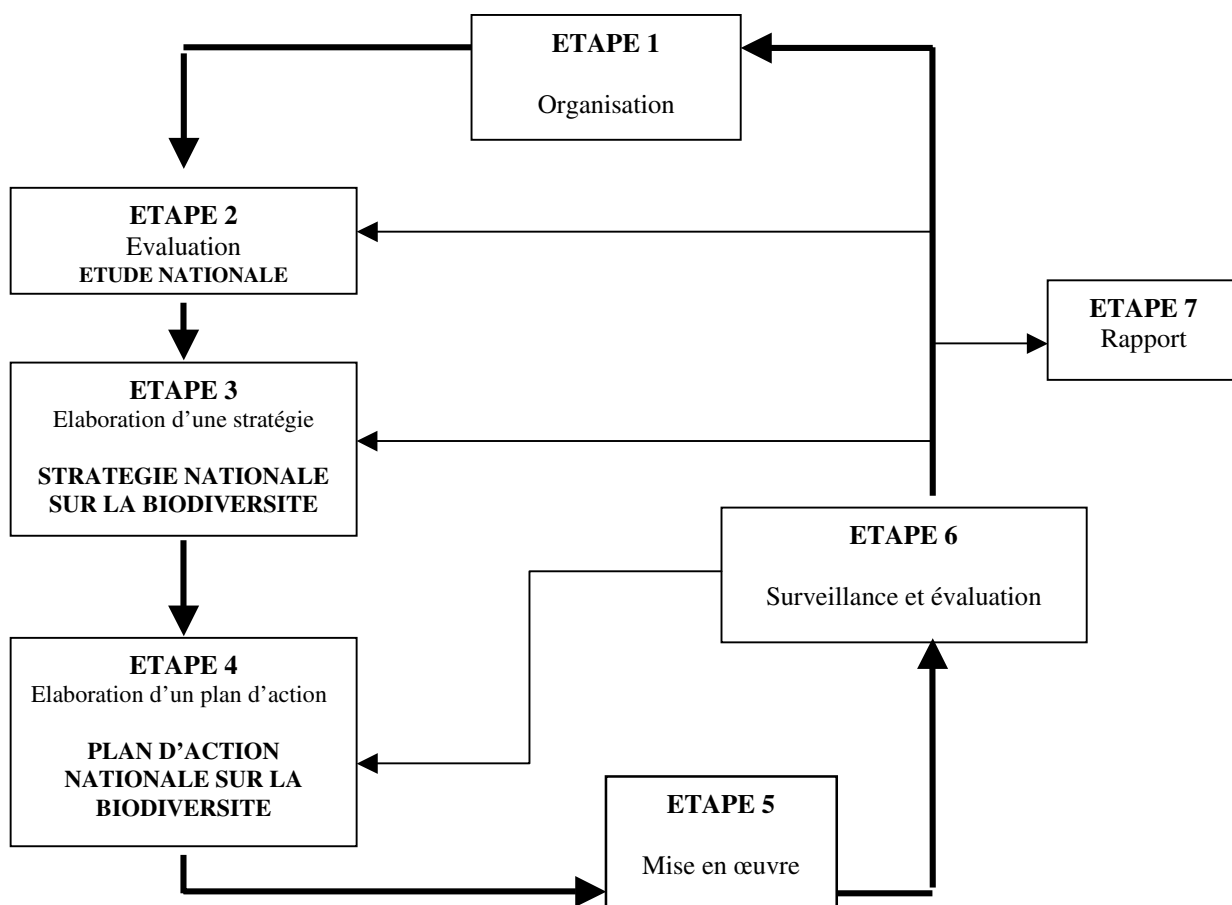 ETAPE 1
Organisation
ETAPE 2
Evaluation
ETUDE NATIONALE
ETAPE 3
Elaboration d’une stratégie
STRATEGIE NATIONALE
SUR LA BIODIVERSITE
ETAPE 4
Elaboration d’un plan d’action
PLAN D’ACTION
NATIONALE SUR LA
BIODIVERSITE
ETAPE 5
Mise en œuvre
ETAPE 6
Surveillance et évaluation
ETAPE 7
Rapport